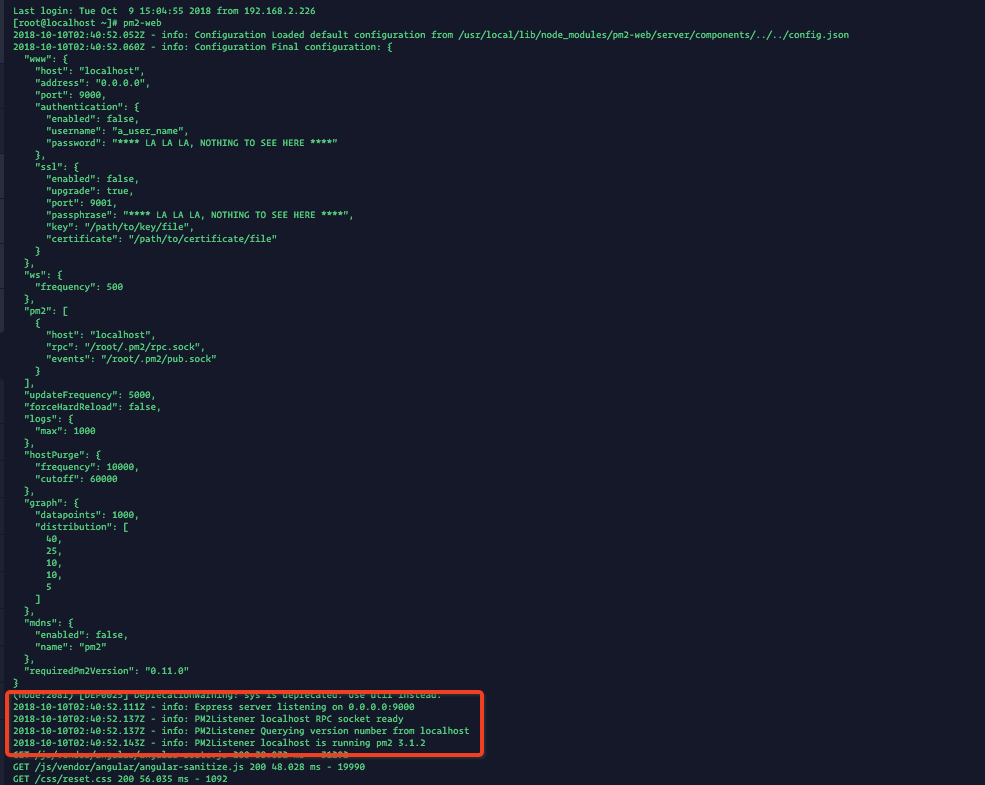 Last login: Tue Oct  9 15:04:55 2018 from 192.168.2.226
[root@localhost ~]# pm2-web
2018-10-10T02:40:52.052Z - info: Configuration Loaded default configuration from /usr/local/lib/node_modules/pm2-web/server/components/../../config.json
2018-10-10T02:40:52.060Z - info: Configuration Final configuration: {
  "www": {
    "host": "localhost",
    "address": "0.0.0.0",
    "port": 9000,
    "authentication": {
      "enabled": false,
      "username": "a_user_name",
      "password": "**** LA LA LA, NOTHING TO SEE HERE ****"
    },
    "ssl": {
      "enabled": false,
      "upgrade": true,
      "port": 9001,
      "passphrase": "**** LA LA LA, NOTHING TO SEE HERE ****",
      "key": "/path/to/key/file",
      "certificate": "/path/to/certificate/file"
    }
  },
  "ws": {
    "frequency": 500
  },
  "pm2": [
    {
      "host": "localhost",
      "rpc": "/root/.pm2/rpc.sock",
      "events": "/root/.pm2/pub.sock"
    }
  ],
  "updateFrequency": 5000,
  "forceHardReload": false,
  "logs": {
    "max": 1000
  },
  "hostPurge": {
    "frequency": 10000,
    "cutoff": 60000
  },
  "graph": {
    "datapoints": 1000,
    "distribution": [
      40,
      25,
      10,
      10,
      5
    ]
  },
  "mdns": {
    "enabled": false,
    "name": "pm2"
  },
  "requiredPm2Version": "0.11.0"
}
(node:2081) [DEP0025] DeprecationWarning: sys is deprecated. Use util instead.
2018-10-10T02:40:52.111Z - info: Express server listening on 0.0.0.0:9000
2018-10-10T02:40:52.137Z - info: PM2Listener localhost RPC socket ready
2018-10-10T02:40:52.137Z - info: PM2Listener Querying version number from localhost
2018-10-10T02:40:52.143Z - info: PM2Listener localhost is running pm2 3.1.2
GET
GET /js/vendor/angular/angular-sanitize.js 200 48.028 ms - 19990
GET /css/reset.css 200 56.035 ms - 1092